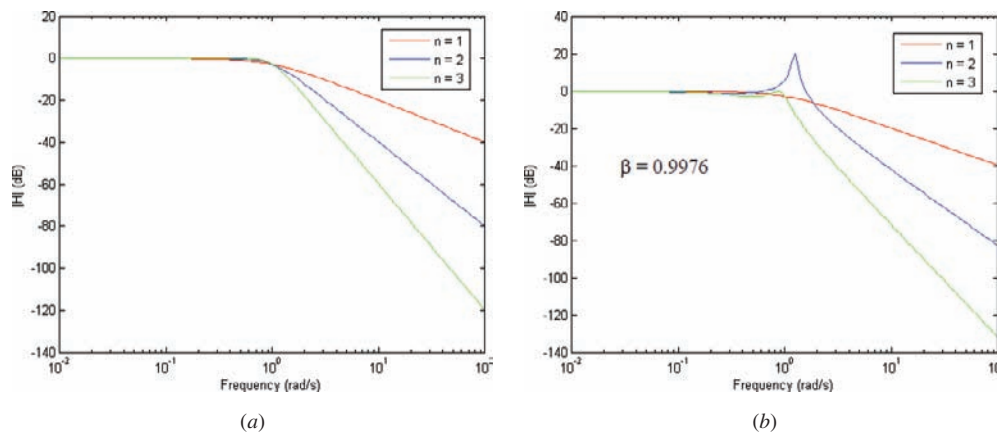 20
0
-20
-40
-60
-80
-100
-120
-140
|H| (dB)
n = 1
n = 2
n = 3
10-2
10-1
100
101
10
Frequency (rad/s)
(a)
40
20
0
-20
-40
-60
-80
-100
-120
-140
|H| (dB)
n = 1
n = 2
n = 3
β = 0.9976
10-2
10-1
100
101
10
Frequency (rad/s)
(b)